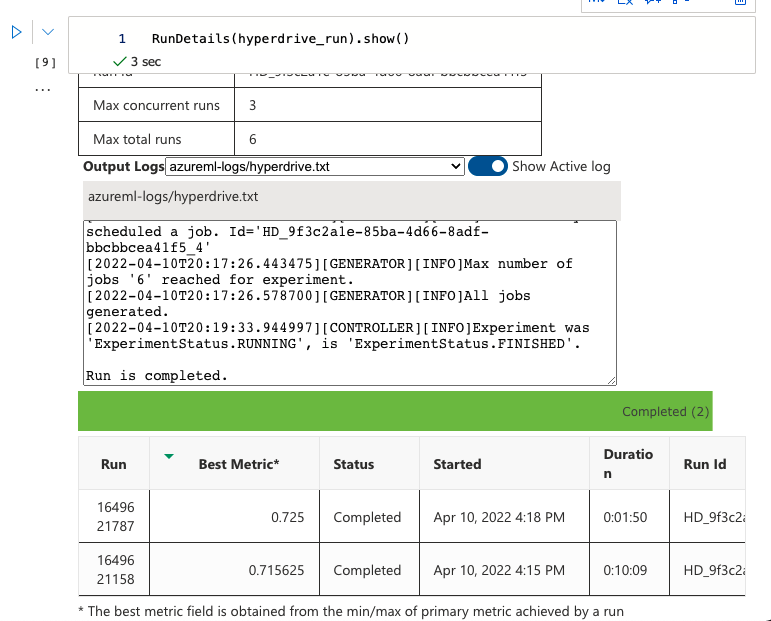 1 RunDetails(hyperdrive_run).show()
[9]
3 sec
...
Max concurrent runs 3
Max total runs 6
Output Logs azureml-logs/hyperdrive.txt Show Active log
azureml-logs/hyperdrive.txt
scheduled a job. Id='HD_9f3c2a1e-85ba-4d66-8adf-
bbcbbcea41f5_4'
[2022-04-10T20:17:26.443475][GENERATOR][INFO]Max number of
jobs '6' reached for experiment.
[2022-04-10T20:17:26.578700][GENERATOR][INFO]All jobs
generated.
[2022-04-10T20:19:33.944997][CONTROLLER][INFO]Experiment was
'ExperimentStatus.RUNNING', is 'ExperimentStatus.FINISHED'.
Run is completed.
Completed (2)
Run Best Metric* Status Started Duratio
n Run Id
16496
21787 0.725 Completed Apr 10, 2022 4:18 PM 0:01:50 HD_9f3c2a
16496
21158 0.715625 Completed Apr 10, 2022 4:15 PM 0:10:09 HD_9f3c2a
* The best metric field is obtained from the min/max of primary metric achieved by a run